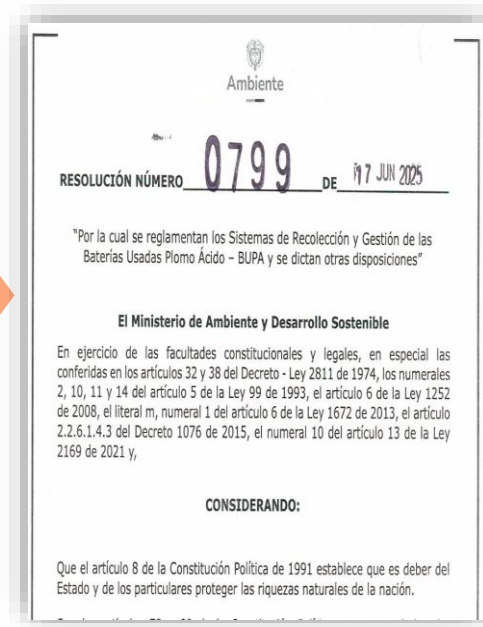 Ambiente
RESOLUCIÓN NÚMERO 0799 DE 17 JUN 2025
"Por la cual se reglamentan los Sistemas de Recolección y Gestión de las
Baterías Usadas Plomo Ácido – BUPA y se dictan otras disposiciones"
El Ministerio de Ambiente y Desarrollo Sostenible
En ejercicio de las facultades constitucionales y legales, en especial las
conferidas en los artículos 32 y 38 del Decreto - Ley 2811 de 1974, los numerales
2, 10, 11 y 14 del artículo 5 de la Ley 99 de 1993, el artículo 6 de la Ley 1252
de 2008, el literal m, numeral 1 del artículo 6 de la Ley 1672 de 2013, el artículo
2.2.6.1.4.3 del Decreto 1076 de 2015, el numeral 10 del artículo 13 de la Ley
2169 de 2021 y,
CONSIDERANDO:
Que el artículo 8 de la Constitución Política de 1991 establece que es deber del
Estado y de los particulares proteger las riquezas naturales de la nación.